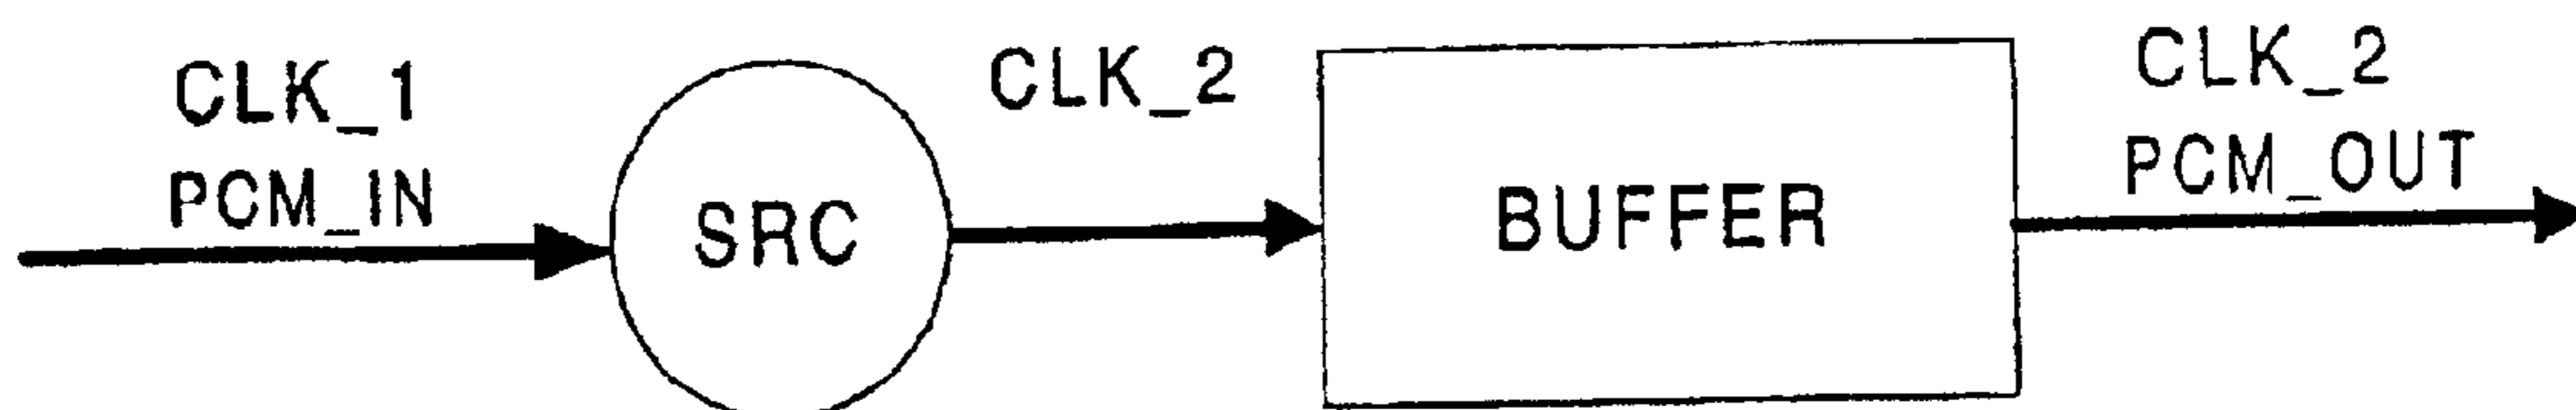 CLK_1
PCM_IN
SRC
CLK_2
BUFFER
CLK_2
PCM_OUT